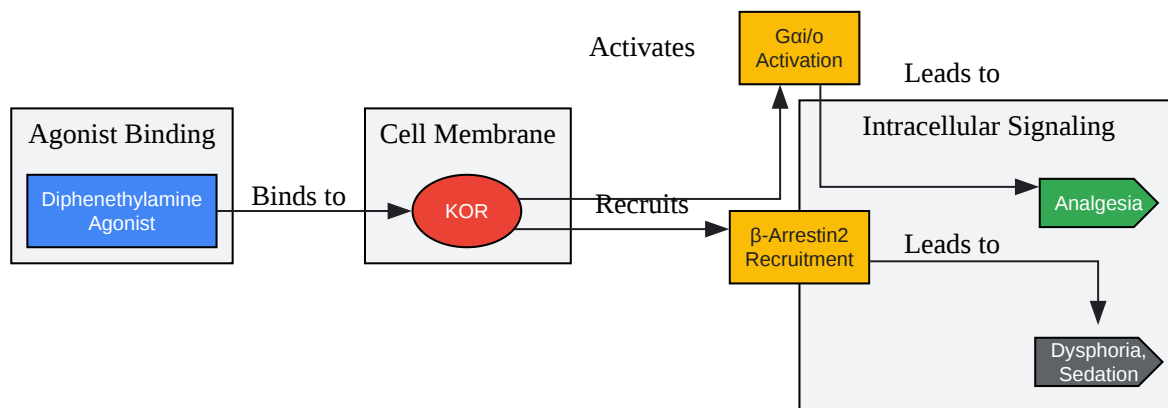 Agonist Binding
Diphenethylamine
Agonist
Binds to
Cell Membrane
KOR
Activates
Recruits
Gαi/o
Activation
β-Arrestin2
Recruitment
Leads to
Leads to
Intracellular Signaling
Analgesia
Dysphoria,
Sedation